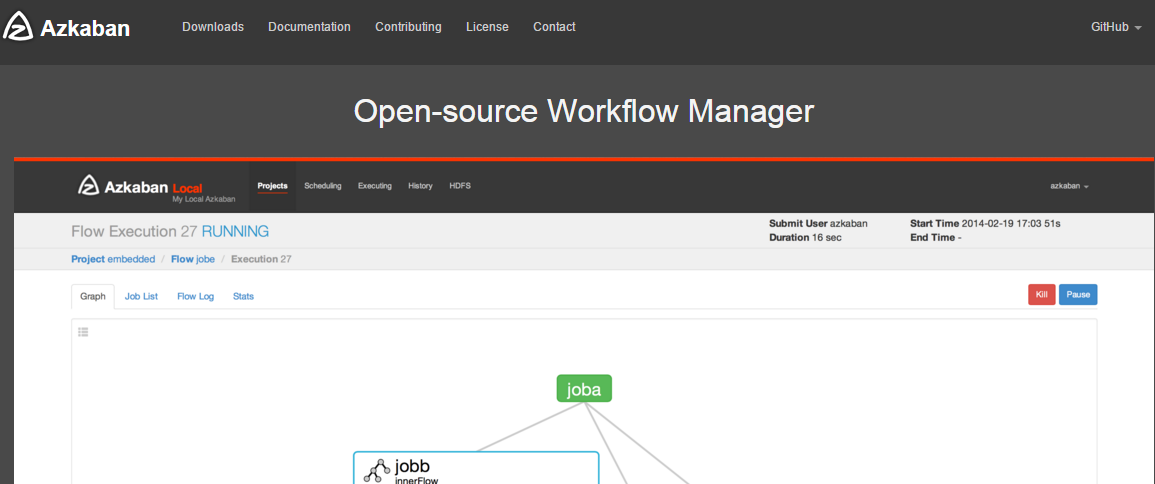 Azkaban Downloads Documentation Contributing License Contact GitHub
Open-source Workflow Manager
Azkaban Local Projects Scheduling Executing History HDFS azkaban
My Local Azkaban
Flow Execution 27 RUNNING
Submit User azkaban Start Time 2014-02-19 17:03 51s
Duration 16 sec End Time -
Project embedded / Flow jobe / Execution 27
Graph Job List Flow Log Stats Kill Pause
joba
jobb
innerFlow